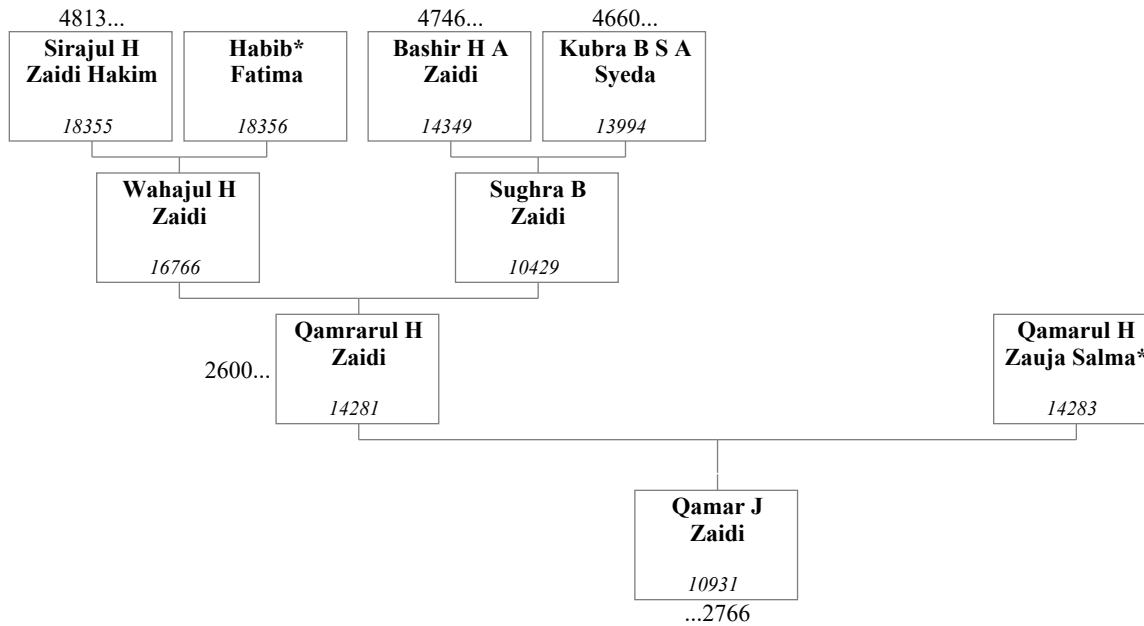 4813...
4746...
4660...
Sirajul H
Zaidi Hakim
18355
Habib*
Fatima
18356
Bashir H A
Zaidi
14349
Kubra B S A
Syeda
13994
Wahajul H
Zaidi
16766
Sughra B
Zaidi
10429
2600...
Qamrarul H
Zaidi
14281
Qamarul H
Zauja Salma*
14283
Qamar J
Zaidi
10931
...2766